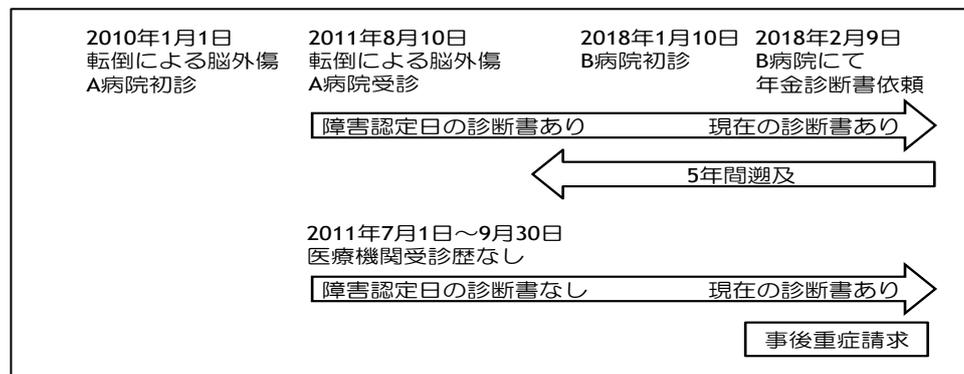 2010年1月1日
転倒による脳外傷
A病院初診
2011年8月10日
転倒による脳外傷
A病院受診
2018年1月10日
B病院初診
2018年2月9日
B病院にて
年金診断書依頼
障害認定日の診断書あり 現在の診断書あり
5年間遡及
2011年7月1日〜9月30日
医療機関受診歴なし
障害認定日の診断書なし 現在の診断書あり
事後重症請求